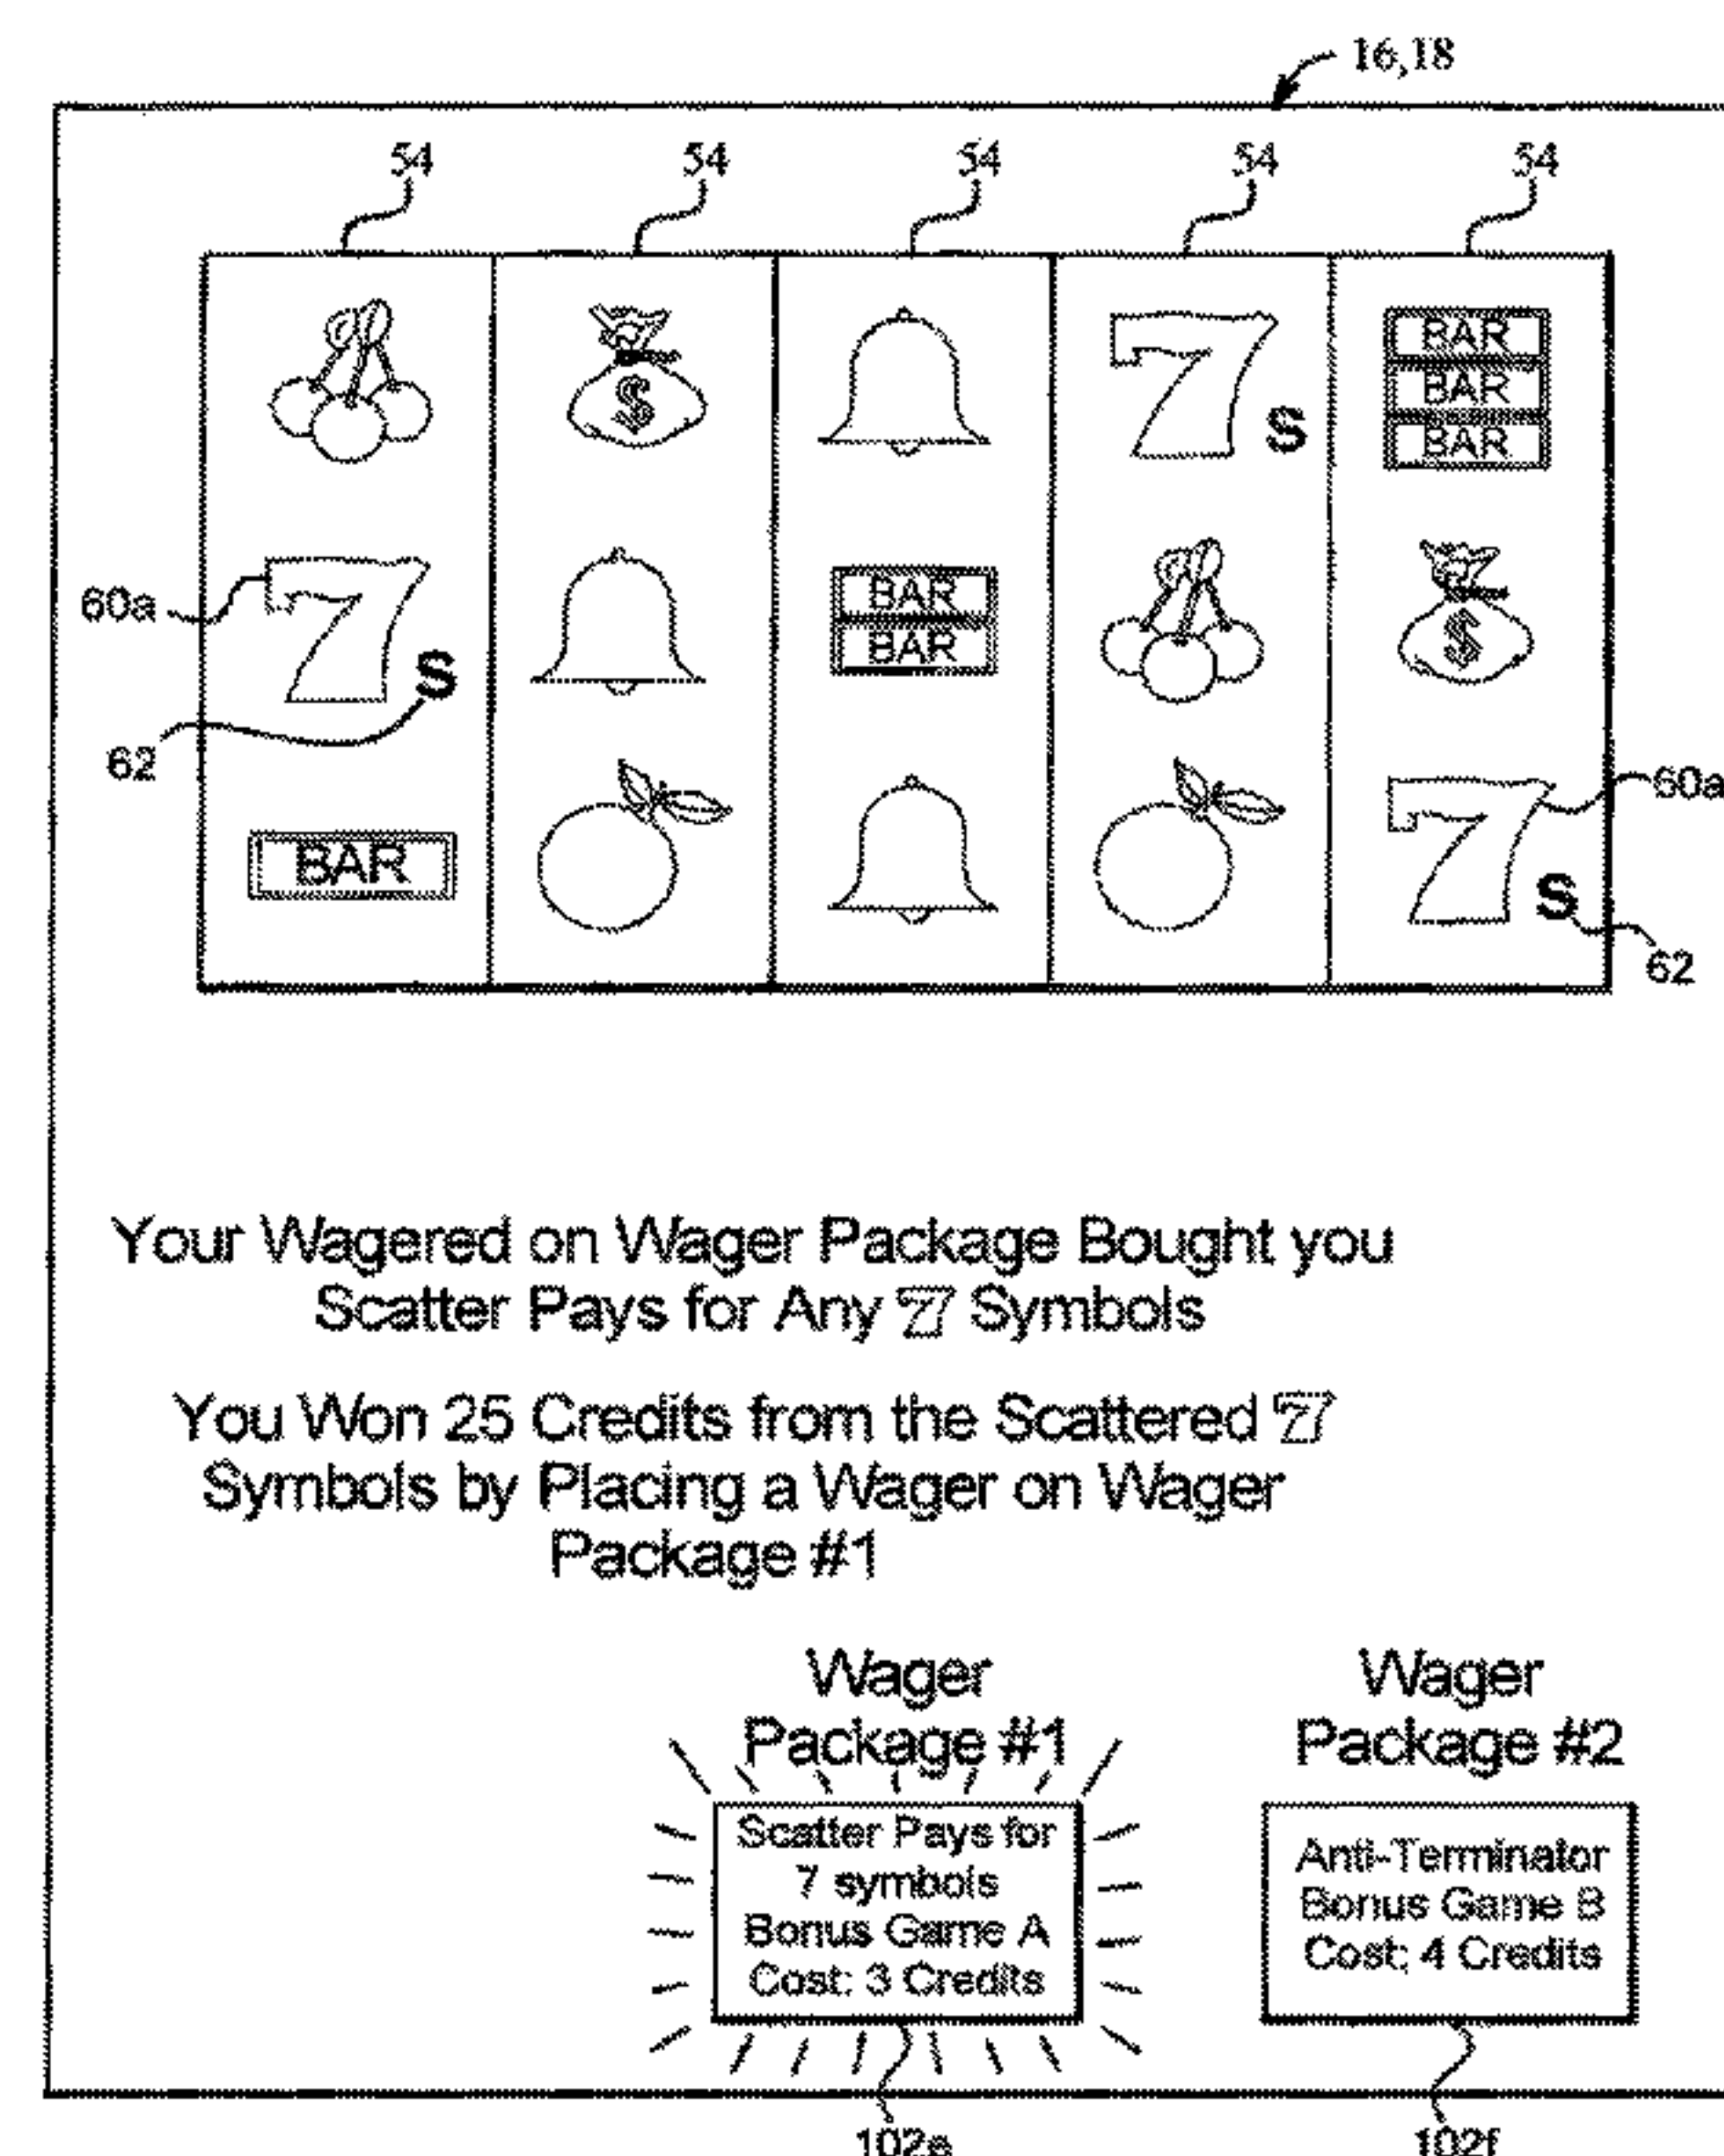 16,18
54 54 54 54 54
$ 7 S BAR
BAR
BAR
60a 7 S BAR
BAR $
62
BAR 7 S 60a
62
Your Wagered on Wager Package Bought you
Scatter Pays for Any 7 Symbols
You Won 25 Credits from the Scattered 7
Symbols by Placing a Wager on Wager
Package #1
Wager
Package #1
Scatter Pays for
7 symbols
Bonus Game A
Cost: 3 Credits
102e
Wager
Package #2
Anti-Terminator
Bonus Game B
Cost: 4 Credits
102f